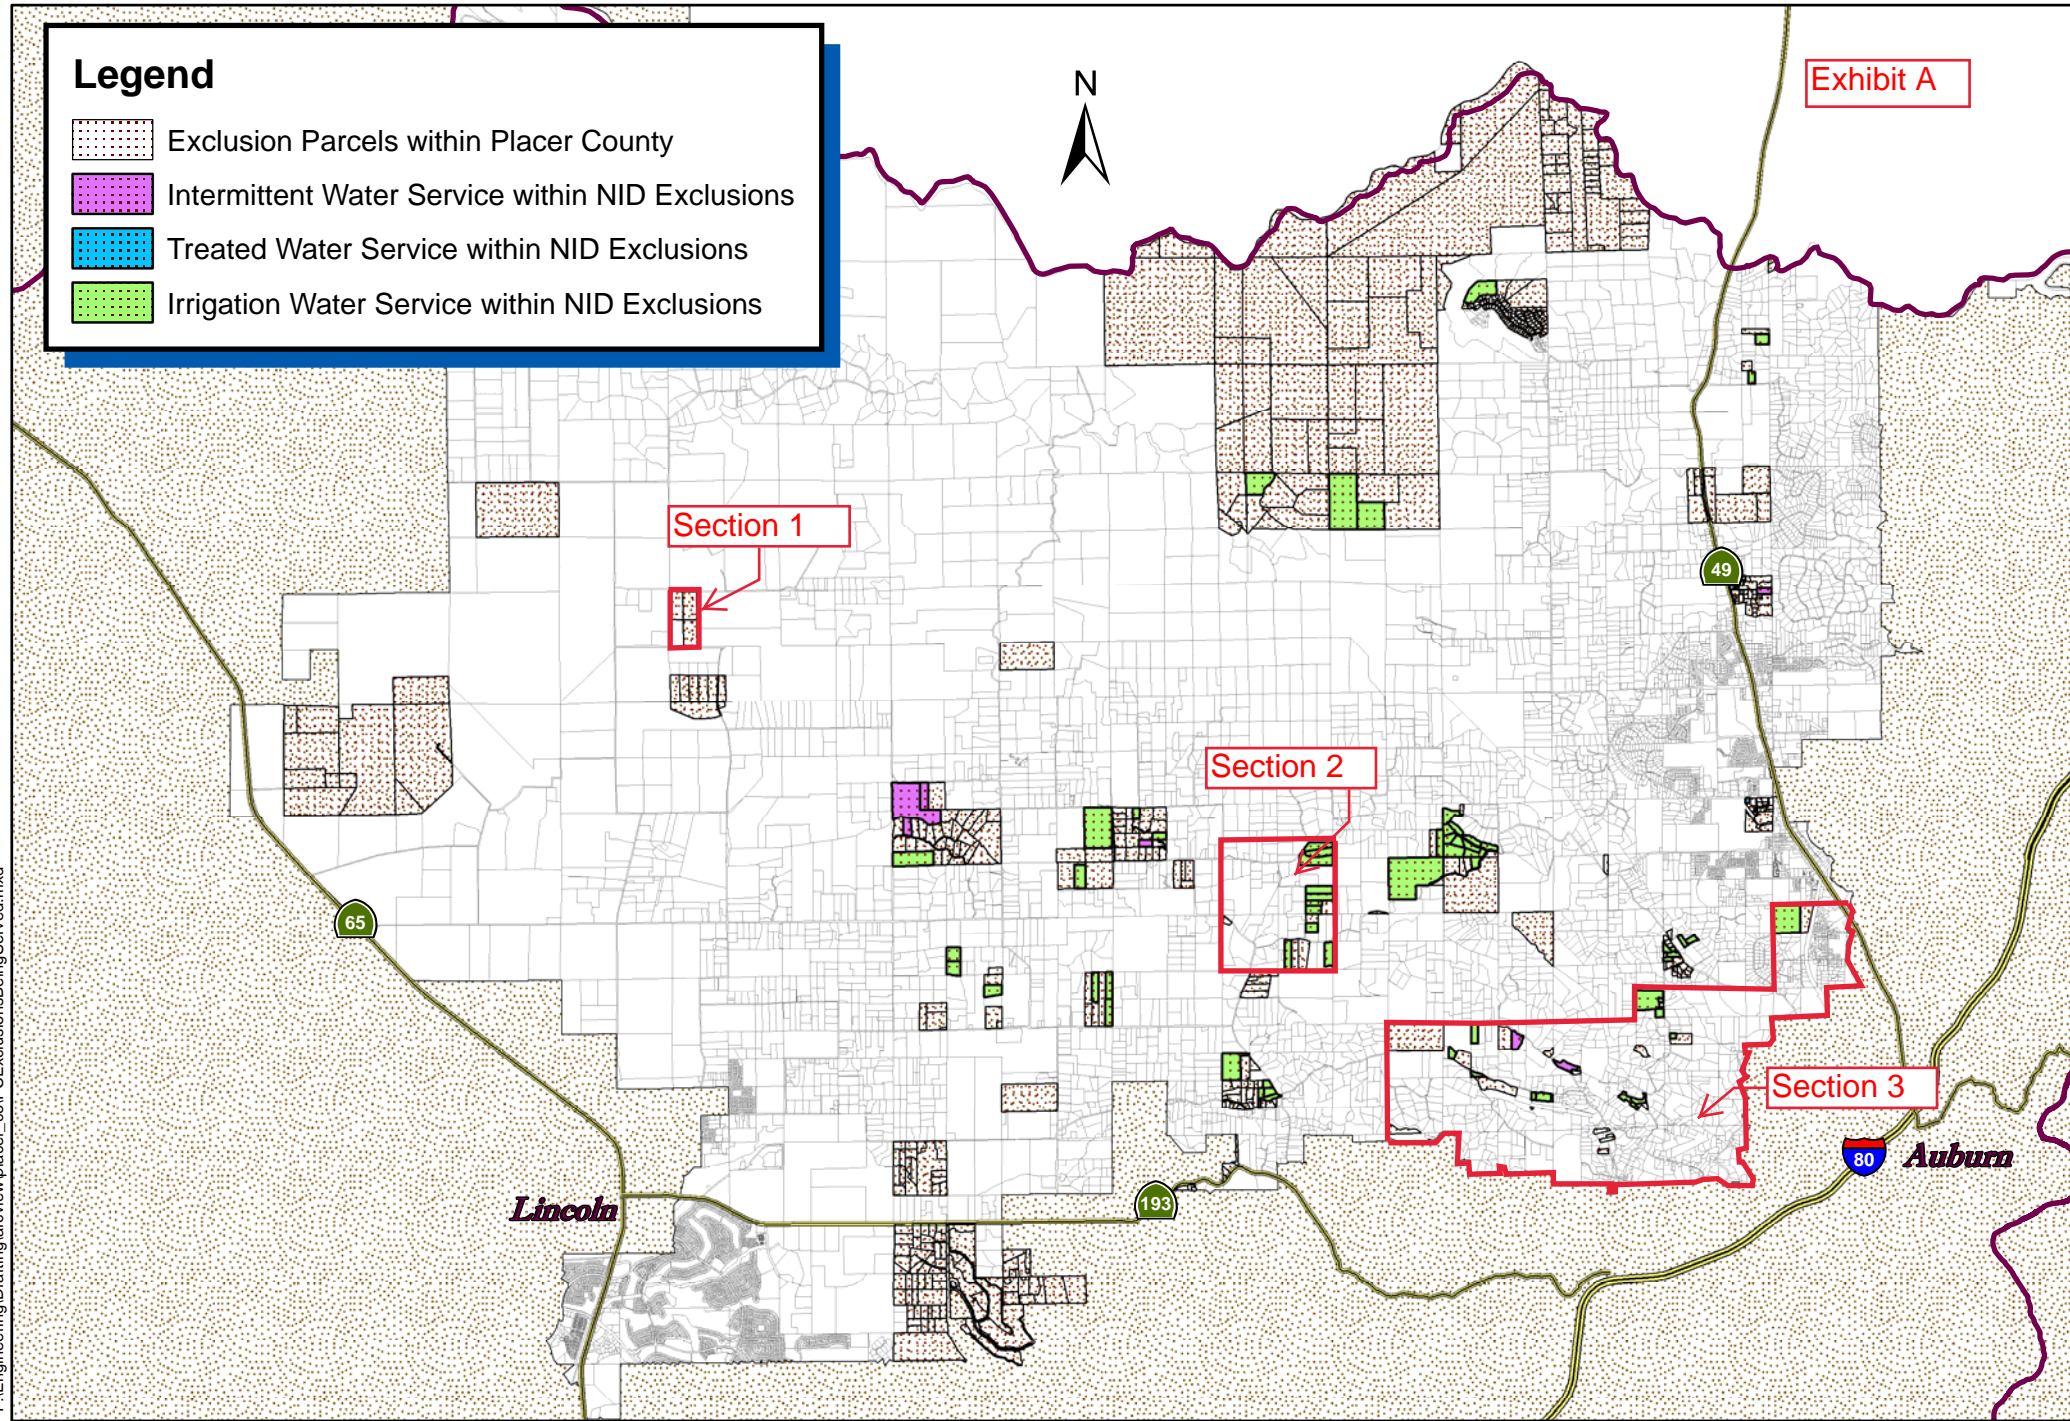 Legend
Exclusion Parcels within Placer County
Intermittent Water Service within NID Exclusions
Treated Water Service within NID Exclusions
Irrigation Water Service within NID Exclusions
N
Exhibit A
Section 1
49
Section 2
65
Section 3
80
Auburn
Lincoln
193